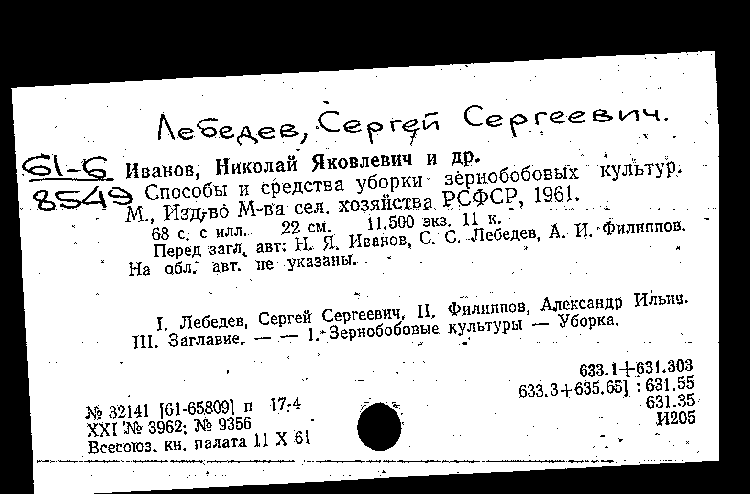 Лебедев, Сергей Сергеевич.
61-6
8549
Иванов, Николай Яковлевич и др.
Способы и средства уборки зернобобовых культур.
М., Изд-во М-ва сел. хозяйства РСФСР, 1961.
68 с. с илл. 22 см. 11.500 экз. 11 к.
Перед загл. авт: Н. Я. Иванов, С. С. Лебедев, А. И. Филиппов.
На обл. авт. не указаны.
I. Лебедев, Сергей Сергеевич, II. Филиппов, Александр Ильич.
III. Заглавие. — — 1. Зернобобовые культуры — Уборка.
633.1+631.303
633.3+635.65] : 631.55
631.35
И205
№ 32141 [61-65809] п 17-4
XXI № 3962; № 9356
Всесоюз. кн. палата 11 X 61